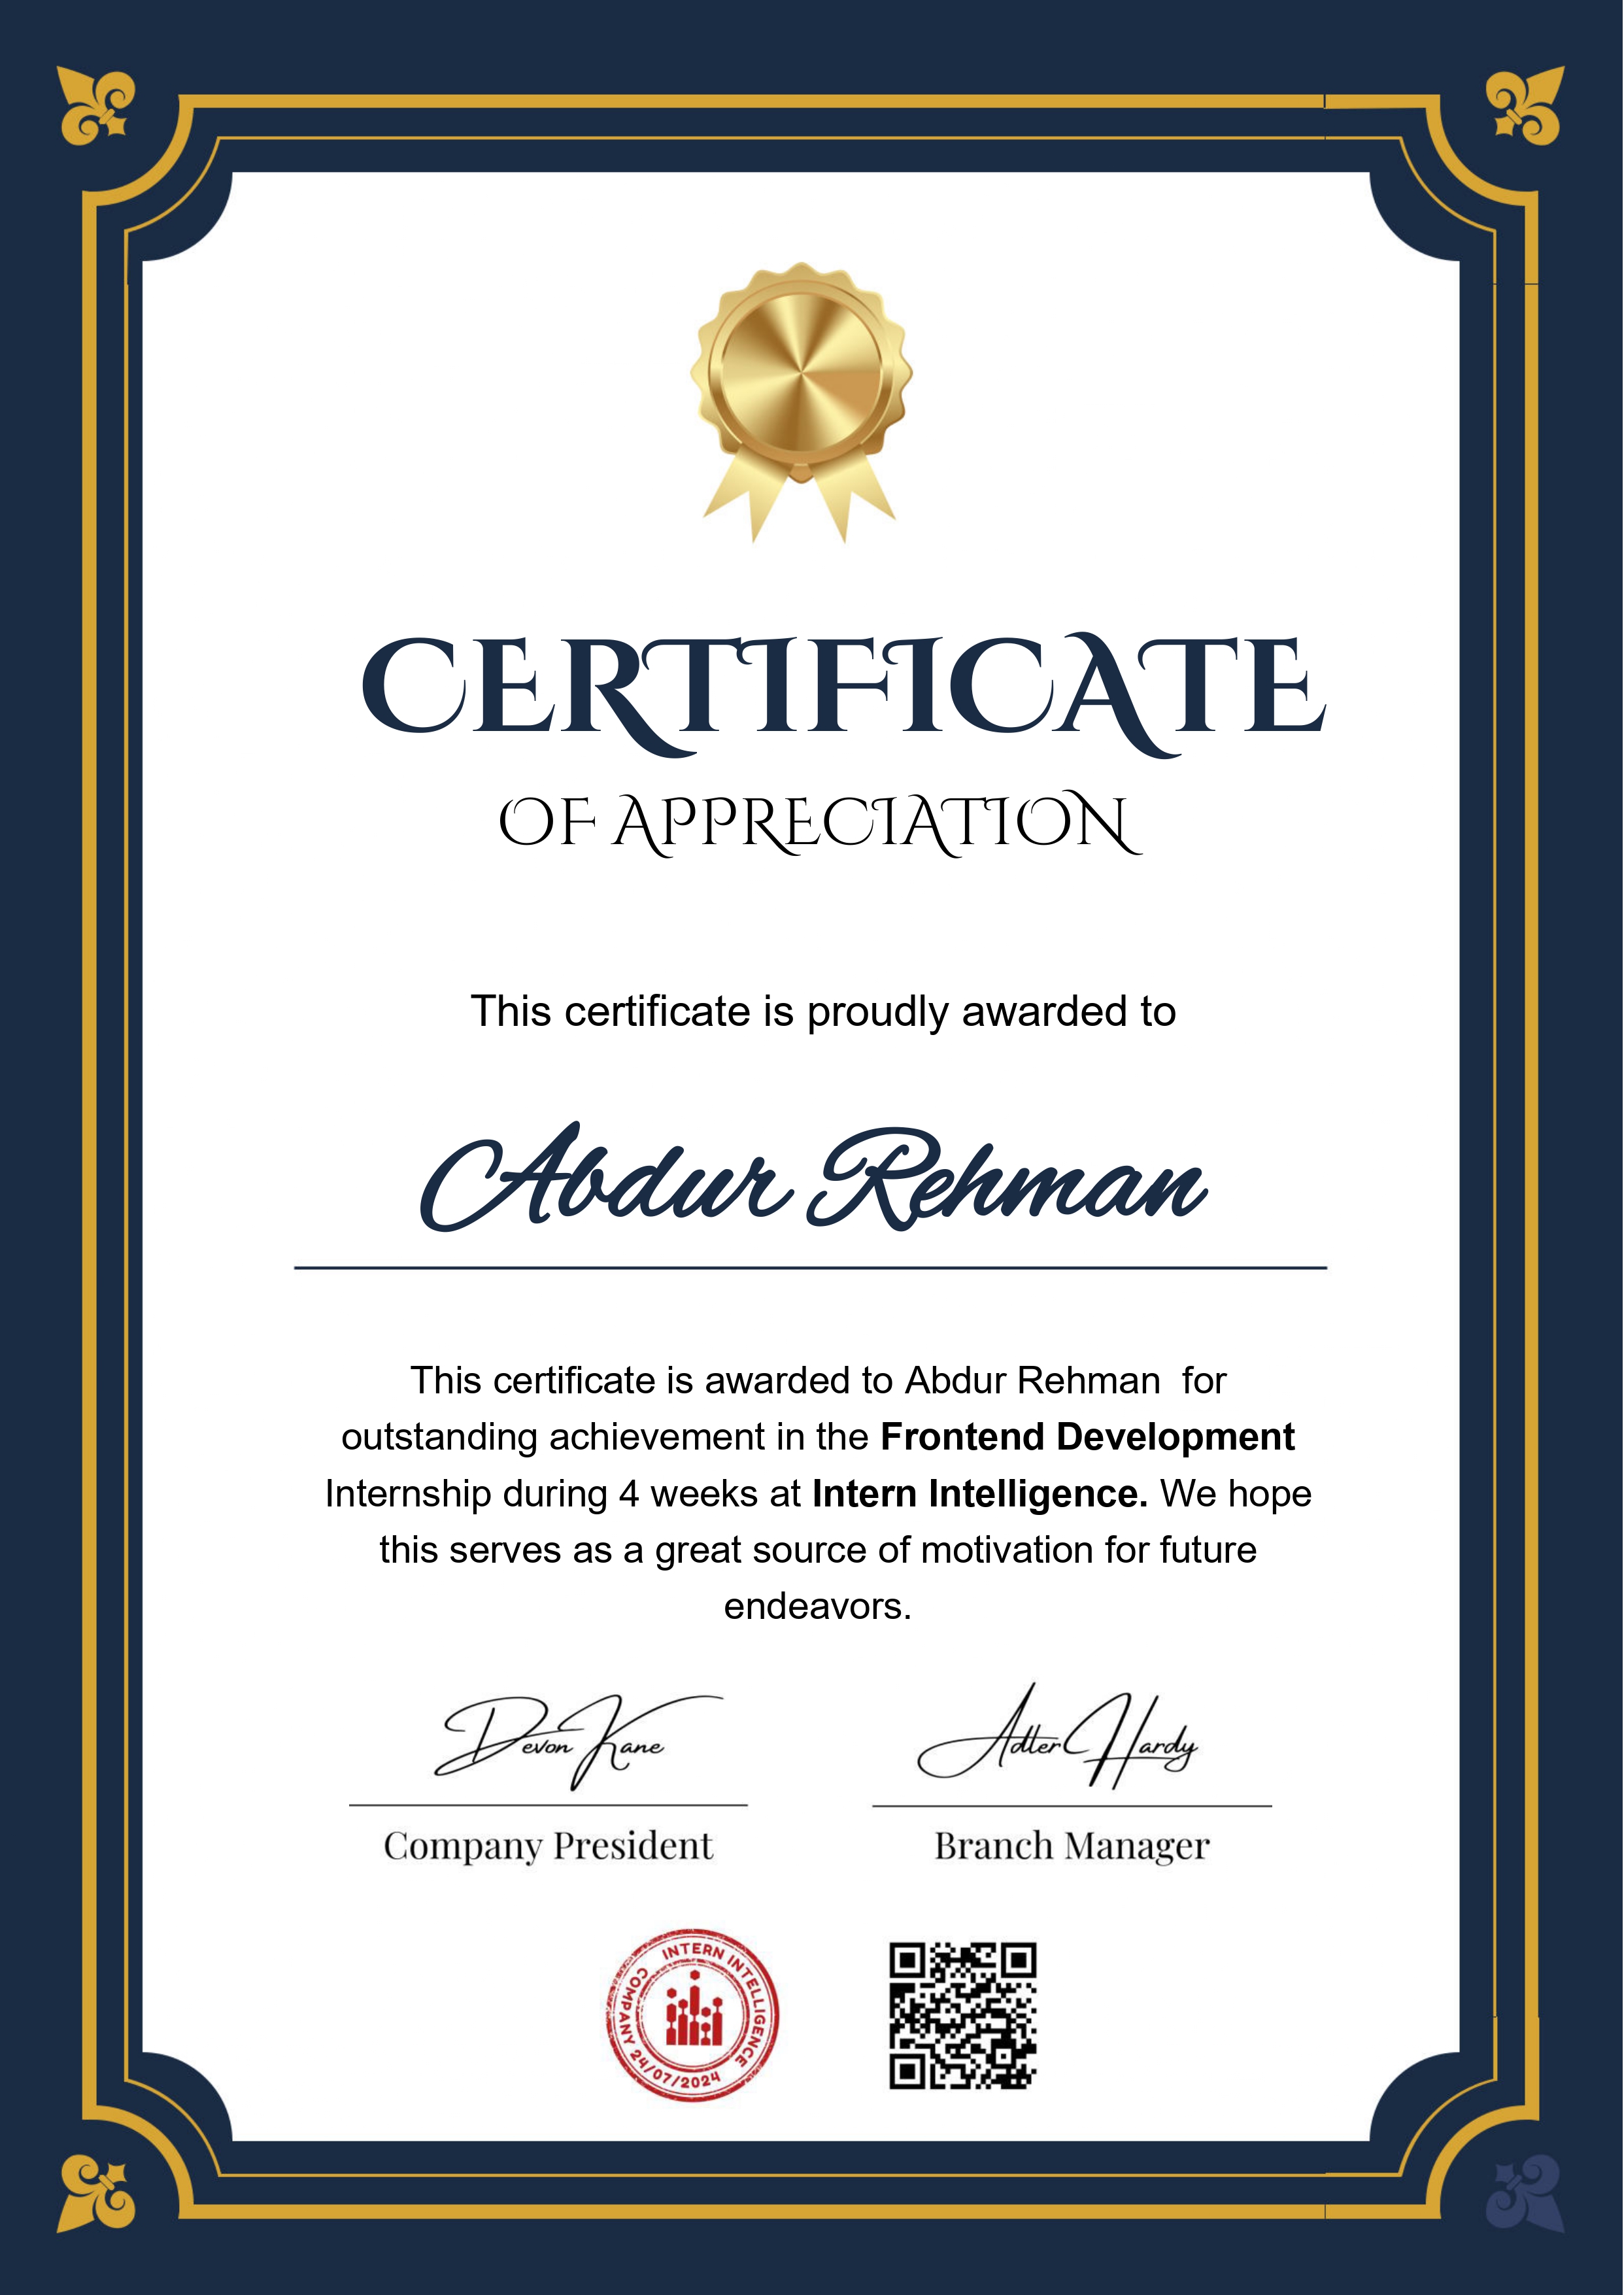 CERTIFICATE
OF APPRECIATION
This certificate is proudly awarded to
Abdur Rehman
This certificate is awarded to Abdur Rehman  for
outstanding achievement in the Frontend Development
Internship during 4 weeks at Intern Intelligence. We hope
this serves as a great source of motivation for future
endeavors.
Devon Kane
Adler Hardy
Company President
Branch Manager
INTERN INTELLIGENCE
COMPANY 24/07/2024